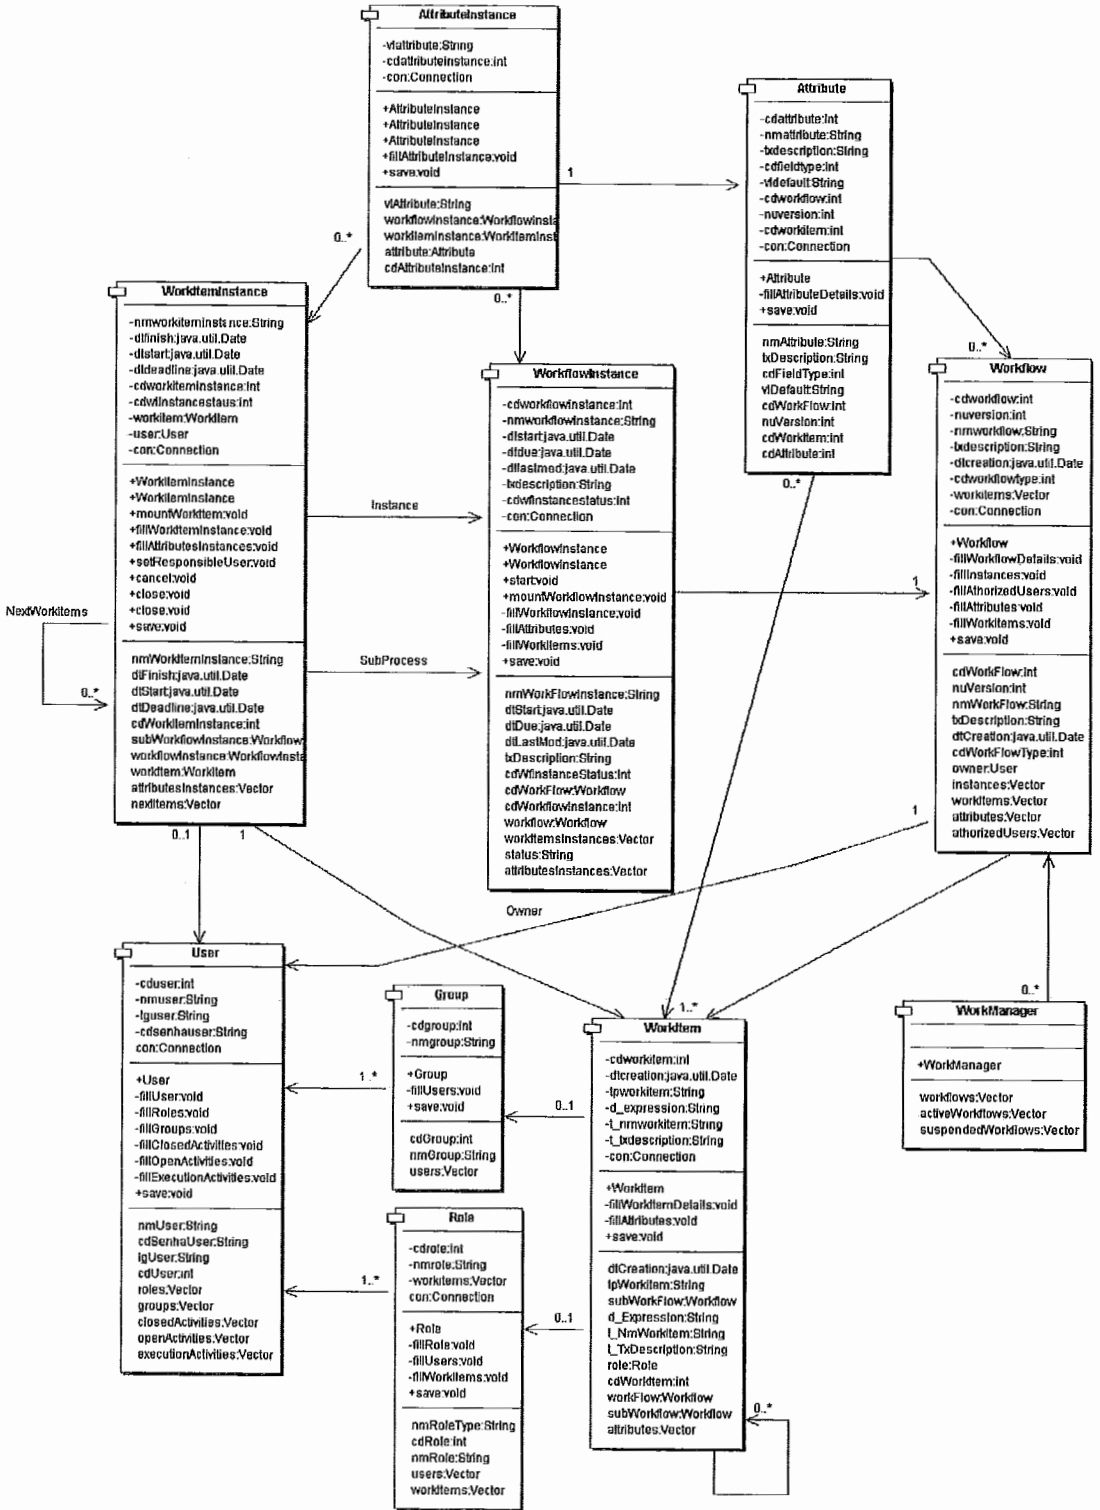 AttributeInstance
-vlattribute:String
-cdattributeinstance:int
-con:Connection
+AttributeInstance
+AttributeInstance
+AttributeInstance
+fillAttributeInstance:void
+save:void
vlAttribute:String
workflowInstance:WorkflowInsta
workItemInstance:WorkItemInst
attribute:Attribute
cdAttributeInstance:int
1
0..*
0..*
Attribute
-cdattribute:int
-nmattribute:String
-txdescription:String
-cdfieldtype:int
-vldefault:String
-cdworkflow:int
-nuversion:int
-cdworkitem:int
-con:Connection
+Attribute
-fillAttributeDetails:void
+save:void
nmAttribute:String
txDescription:String
cdFieldType:int
vlDefault:String
cdWorkFlow:int
nuVersion:int
cdWorkItem:int
cdAttribute:int
0..*
0..*
WorkItemInstance
-nmworkiteminstance:String
-dtfinish:java.util.Date
-dtstart:java.util.Date
-dtdeadline:java.util.Date
-cdworkiteminstance:int
-cdwiinstancestaus:int
-workitem:WorkItem
-user:User
-con:Connection
+WorkItemInstance
+WorkItemInstance
+mountWorkItem:void
+fillWorkItemInstance:void
+fillAttributesInstances:void
+setResponsibleUser:void
+cancel:void
+close:void
+close:void
+save:void
nmWorkItemInstance:String
dtFinish:java.util.Date
dtStart:java.util.Date
dtDeadline:java.util.Date
cdWorkItemInstance:int
subWorkflowInstance:Workflow
workflowInstance:WorkflowInsta
workitem:WorkItem
attributesInstances:Vector
nextItems:Vector
NextWorkItems
0..*
Instance
SubProcess
0..1
1
WorkflowInstance
-cdworkflowinstance:int
-nmworkflowinstance:String
-dtstart:java.util.Date
-dtdue:java.util.Date
-dtlastmod:java.util.Date
-txdescription:String
-cdwfinstancestatus:int
-con:Connection
+WorkflowInstance
+WorkflowInstance
+start:void
+mountWorkflowInstance:void
-fillWorkflowInstance:void
-fillAttributes:void
-fillWorkItems:void
+save:void
nmWorkFlowInstance:String
dtStart:java.util.Date
dtDue:java.util.Date
dtLastMod:java.util.Date
txDescription:String
cdWfInstanceStatus:int
cdWorkFlow:Workflow
cdWorkflowInstance:int
workflow:Workflow
workItemsInstances:Vector
status:String
attributesInstances:Vector
1
Workflow
-cdworkflow:int
-nuversion:int
-nmworkflow:String
-txdescription:String
-dtcreation:java.util.Date
-cdworkflowtype:int
-workitems:Vector
-con:Connection
+Workflow
-fillWorkflowDetails:void
-fillInstances:void
-fillAthorizedUsers:void
-fillAttributes:void
-fillWorkItems:void
+save:void
cdWorkFlow:int
nuVersion:int
nmWorkFlow:String
txDescription:String
dtCreation:java.util.Date
cdWorkFlowType:int
owner:User
instances:Vector
workItems:Vector
attributes:Vector
athorizedUsers:Vector
1
Owner
User
-cduser:int
-nmuser:String
-lguser:String
-cdsenhauser:String
con:Connection
+User
-fillUser:void
-fillRoles:void
-fillGroups:void
-fillClosedActivities:void
-fillOpenActivities:void
-fillExecutionActivities:void
+save:void
nmUser:String
cdSenhaUser:String
lgUser:String
cdUser:int
roles:Vector
groups:Vector
closedActivities:Vector
openActivities:Vector
executionActivities:Vector
1..*
1..*
Group
-cdgroup:int
-nmgroup:String
+Group
-fillUsers:void
+save:void
cdGroup:int
nmGroup:String
users:Vector
0..1
Role
-cdrole:int
-nmrole:String
-workitems:Vector
con:Connection
+Role
-fillRole:void
-fillUsers:void
-fillWorkItems:void
+save:void
nmRoleType:String
cdRole:int
nmRole:String
users:Vector
workItems:Vector
0..1
1..*
WorkItem
-cdworkitem:int
-dtcreation:java.util.Date
-tpworkitem:String
-d_expression:String
-t_nmworkitem:String
-t_txdescription:String
-con:Connection
+WorkItem
-fillWorkItemDetails:void
-fillAttributes:void
+save:void
dtCreation:java.util.Date
tpWorkItem:String
subWorkFlow:Workflow
d_Expression:String
t_NmWorkItem:String
t_TxDescription:String
role:Role
cdWorkItem:int
workFlow:Workflow
subWorkflow:Workflow
attributes:Vector
0..*
0..*
WorkManager
+WorkManager
workflows:Vector
activeWorkflows:Vector
suspendedWorkflows:Vector